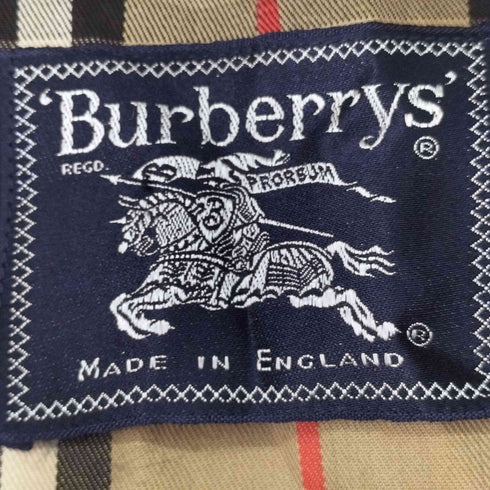 'Burberrys'
®
REGD.
PRORSUM
®
MADE IN ENGLAND